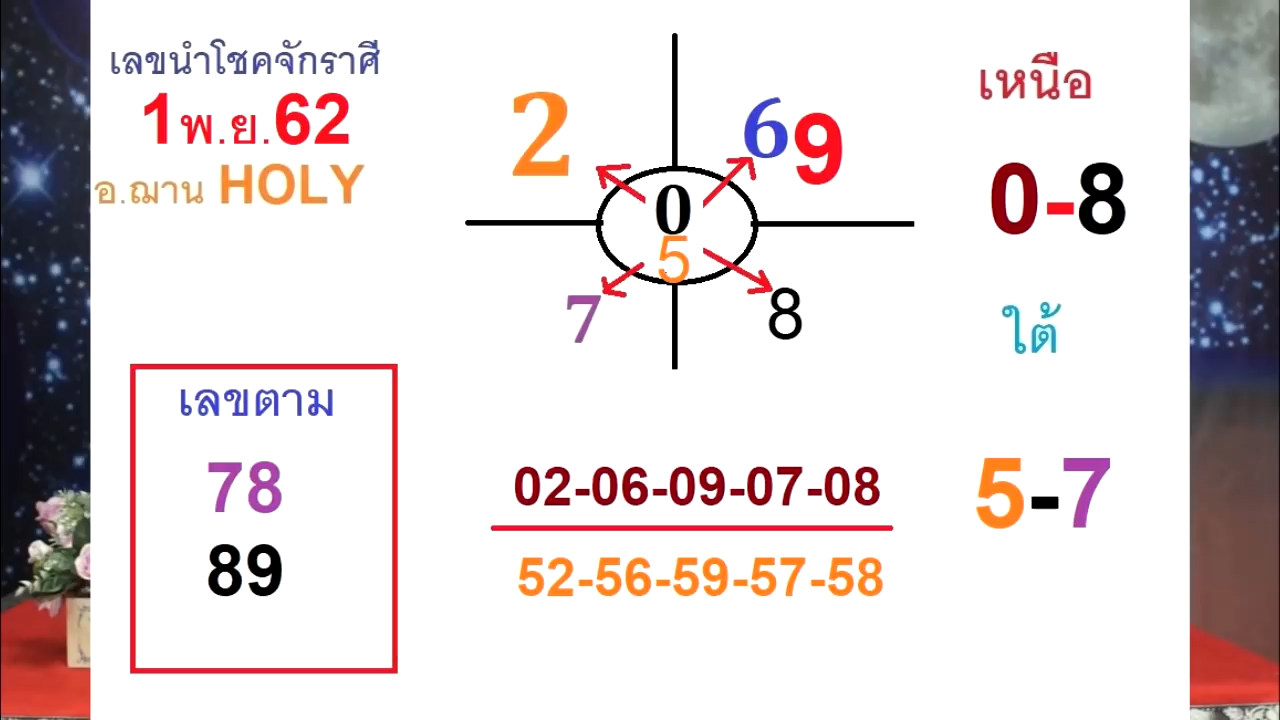 เลขนำโชคจักราศี
1พ.ย.62
อ.ฌาน HOLY
2
69
0
5
7
8
เหนือ
0-8
ใต้
5-7
เลขตาม
78
89
02-06-09-07-08
52-56-59-57-58